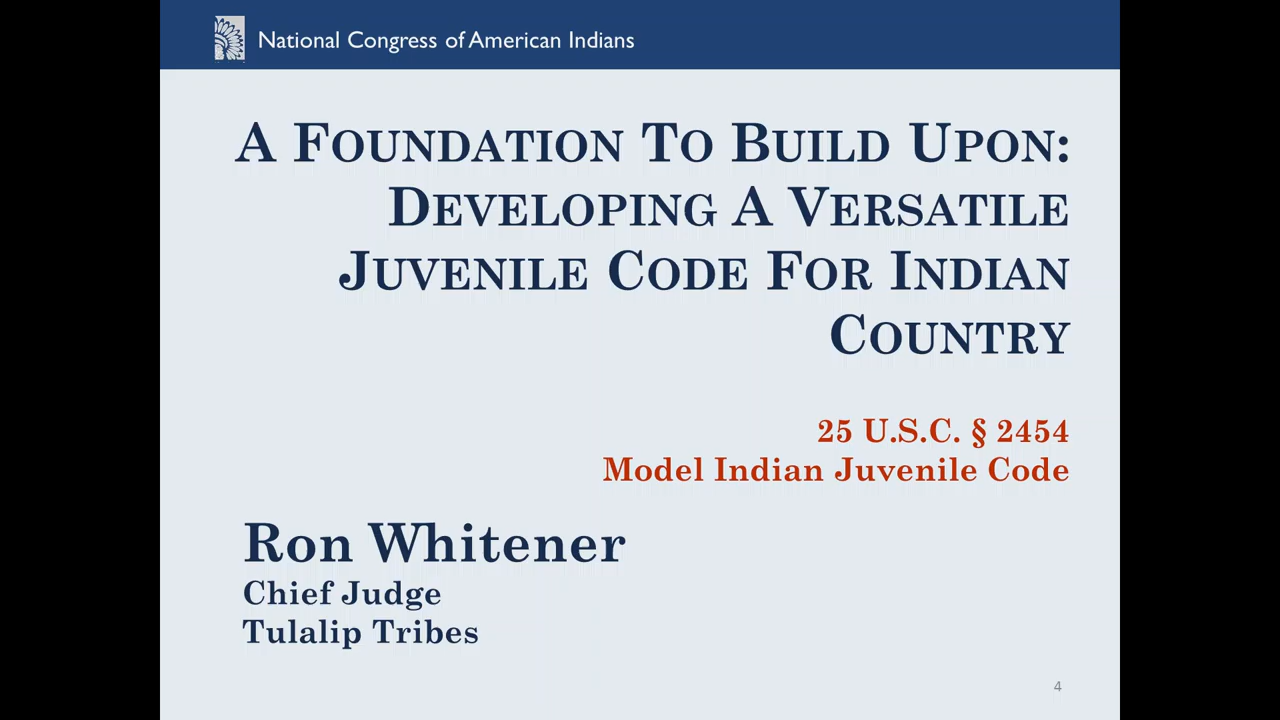 National Congress of American Indians
A FOUNDATION TO BUILD UPON:
DEVELOPING A VERSATILE
JUVENILE CODE FOR INDIAN
COUNTRY
25 U.S.C. § 2454
Model Indian Juvenile Code
Ron Whitener
Chief Judge
Tulalip Tribes
4